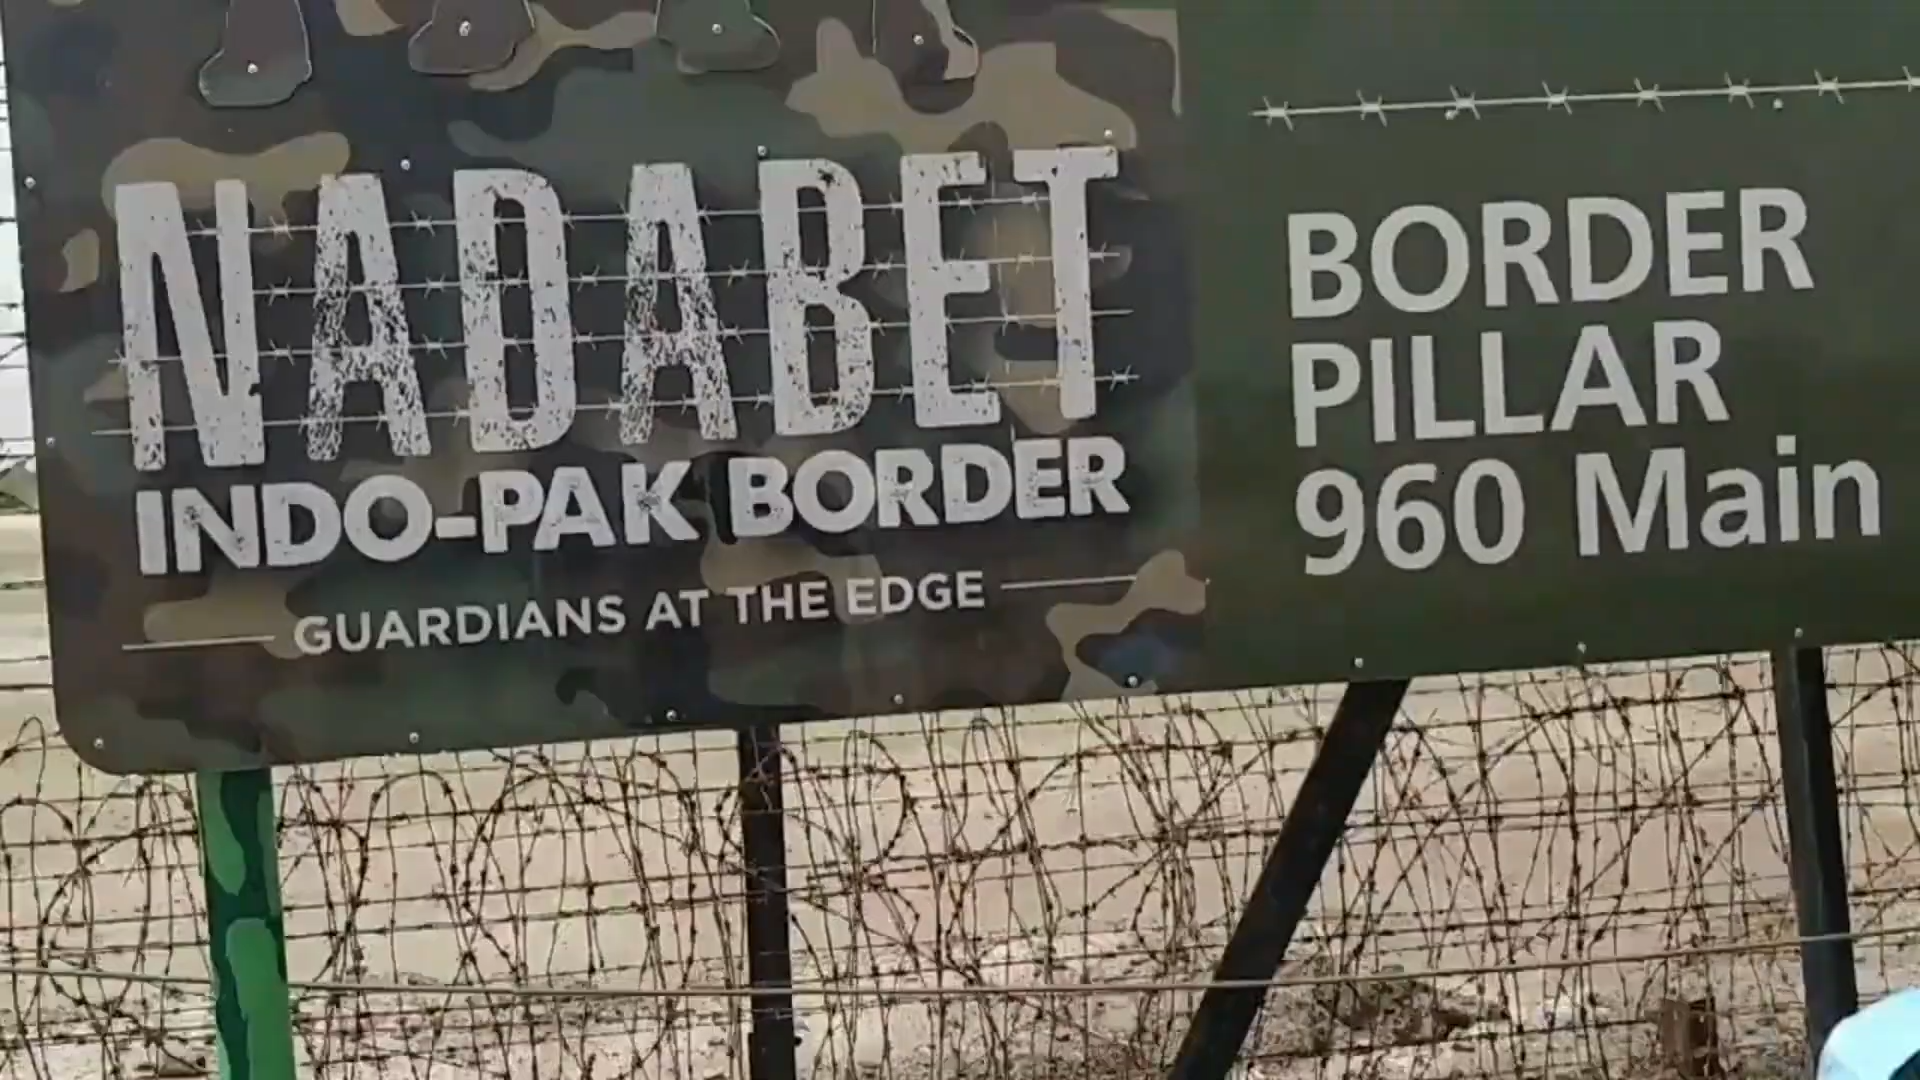 NADABET
INDO-PAK BORDER
GUARDIANS AT THE EDGE
BORDER
PILLAR
960 Main